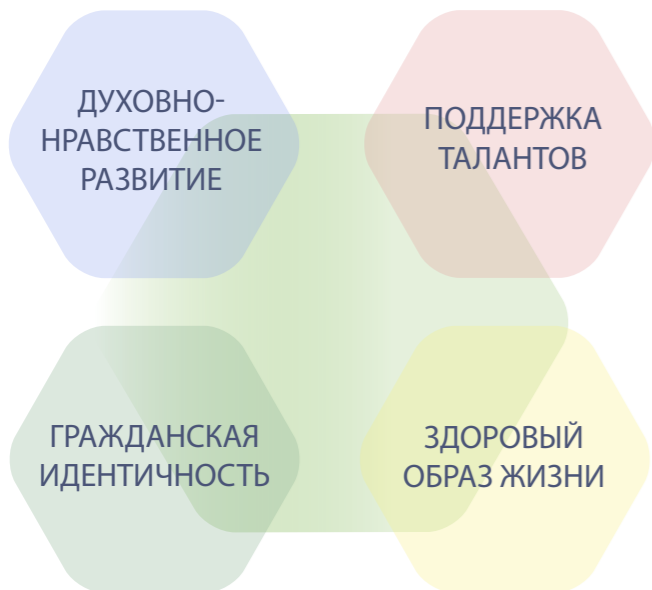 ДУХОВНО-
НРАВСТВЕННОЕ
РАЗВИТИЕ
ПОДДЕРЖКА
ТАЛАНТОВ
ГРАЖДАНСКАЯ
ИДЕНТИЧНОСТЬ
ЗДОРОВЫЙ
ОБРАЗ ЖИЗНИ